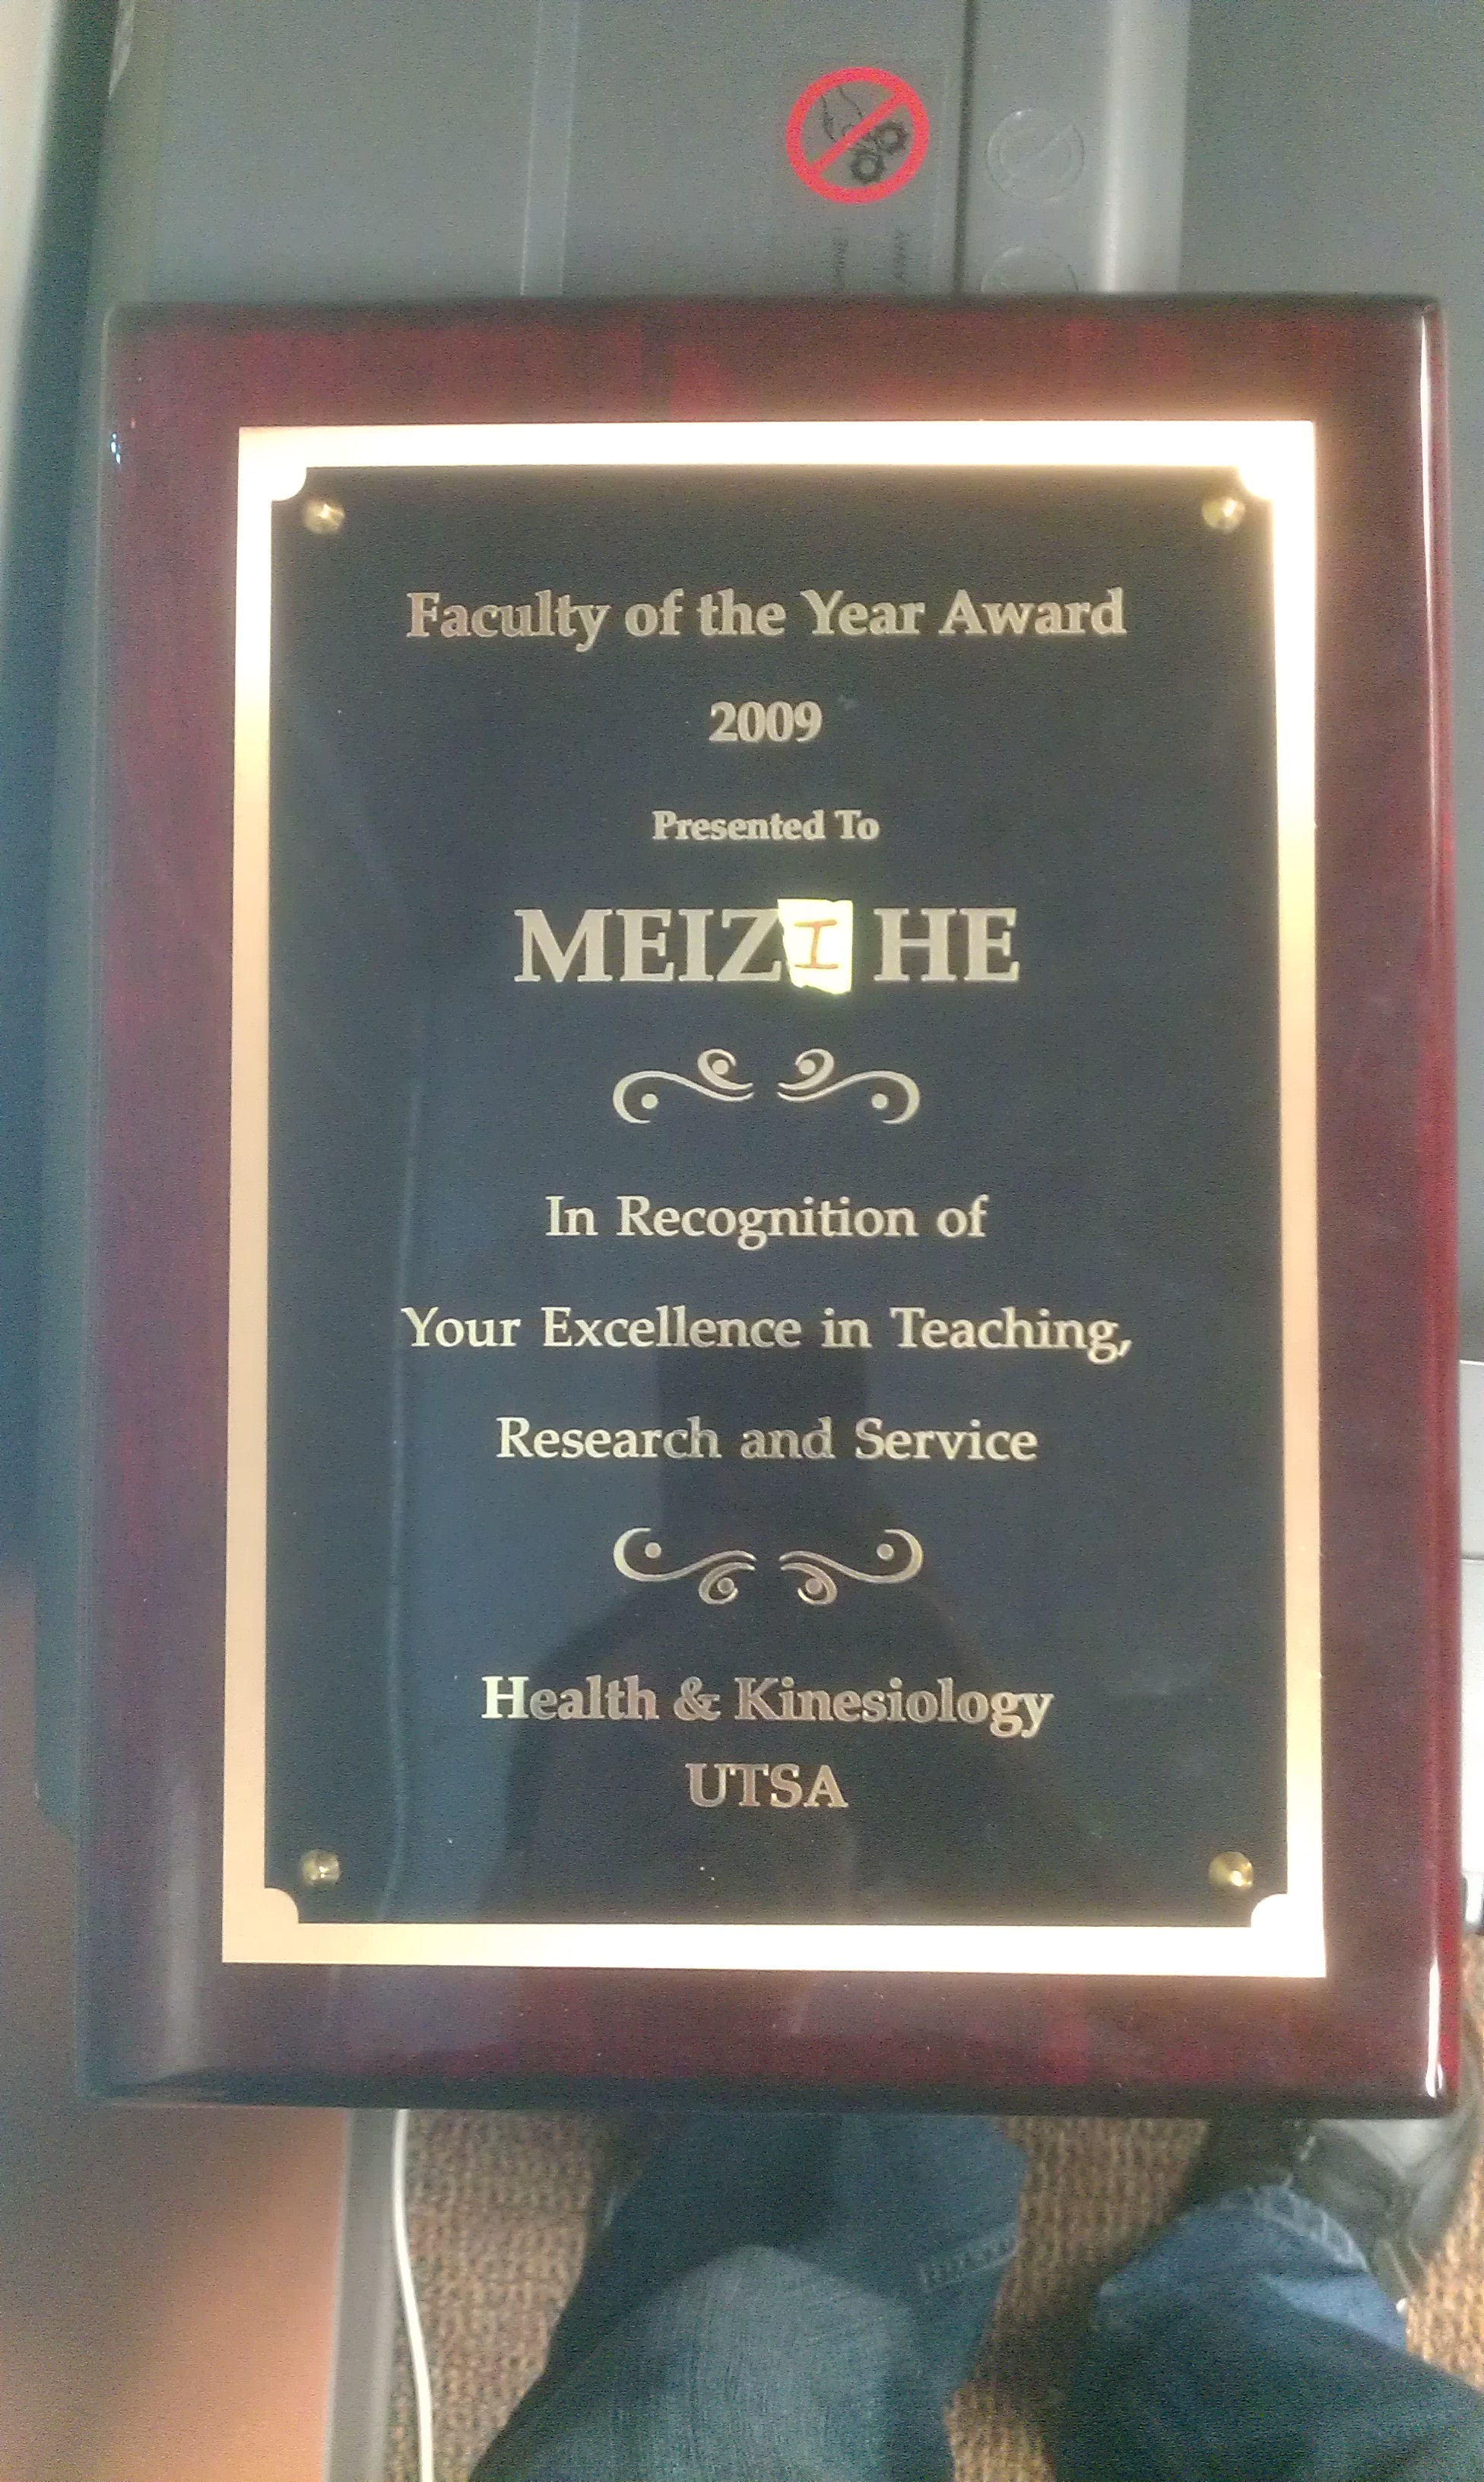 Faculty of the Year Award
2009
Presented To
MEIZI HE
In Recognition of
Your Excellence in Teaching,
Research and Service
Health & Kinesiology
UTSA